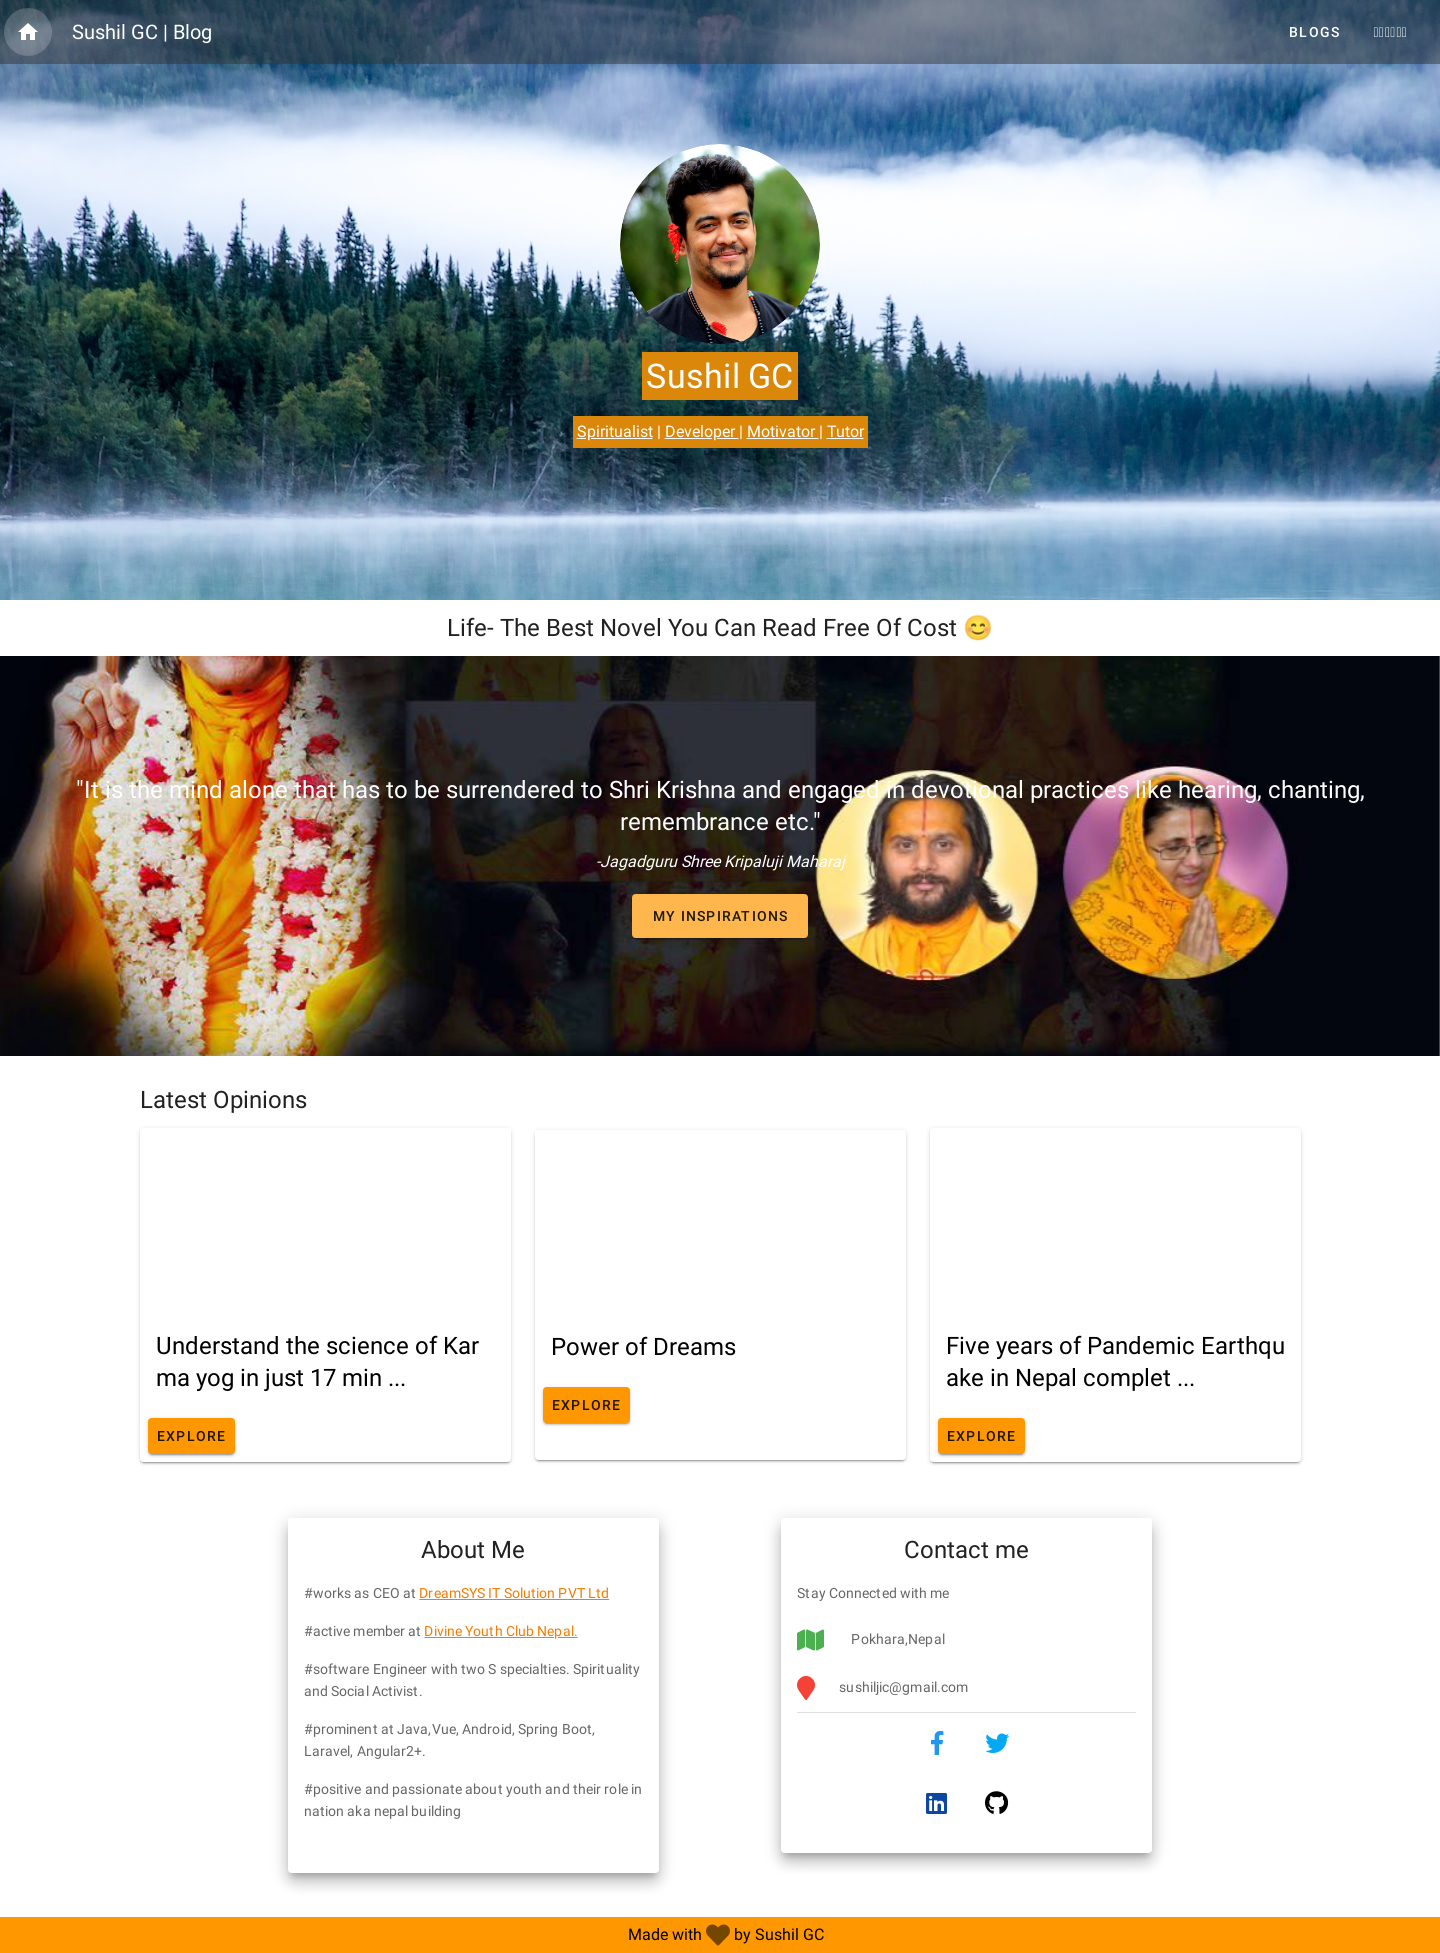 Sushil GC | Blog
BLOGS
Sushil GC
Spiritualist | Developer | Motivator | Tutor
Life- The Best Novel You Can Read Free Of Cost 😊
"It is the mind alone that has to be surrendered to Shri Krishna and engaged in devotional practices like hearing, chanting,
remembrance etc."
-Jagadguru Shree Kripaluji Maharaj
MY INSPIRATIONS
Latest Opinions
Understand the science of Kar
ma yog in just 17 min ...
EXPLORE
Power of Dreams
EXPLORE
Five years of Pandemic Earthqu
ake in Nepal complet ...
EXPLORE
About Me
#works as CEO at DreamSYS IT Solution PVT Ltd
#active member at Divine Youth Club Nepal.
#software Engineer with two S specialties. Spirituality
and Social Activist.
#prominent at Java,Vue, Android, Spring Boot,
Laravel, Angular2+.
#positive and passionate about youth and their role in
nation aka nepal building
Contact me
Stay Connected with me
Pokhara,Nepal
sushiljic@gmail.com
Made with by Sushil GC